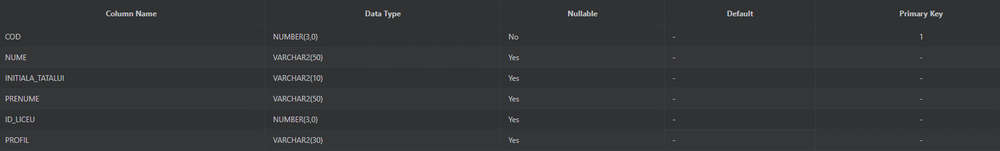 Column Name Data Type Nullable Default Primary Key
COD NUMBER(3,0) No - 1
NUME VARCHAR2(50) Yes - -
INITIALA_TATALUI VARCHAR2(10) Yes - -
PRENUME VARCHAR2(50) Yes - -
ID_LICEU NUMBER(3,0) Yes - -
PROFIL VARCHAR2(30) Yes - -